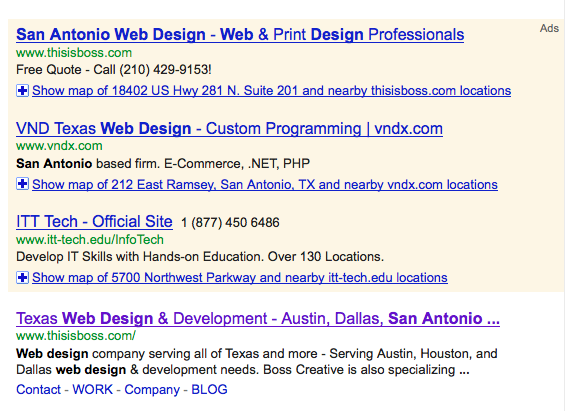 Ads
San Antonio Web Design - Web & Print Design Professionals
www.thisisboss.com
Free Quote - Call (210) 429-9153!
Show map of 18402 US Hwy 281 N. Suite 201 and nearby thisisboss.com locations
VND Texas Web Design - Custom Programming | vndx.com
www.vndx.com
San Antonio based firm. E-Commerce, .NET, PHP
Show map of 212 East Ramsey, San Antonio, TX and nearby vndx.com locations
ITT Tech - Official Site 1 (877) 450 6486
www.itt-tech.edu/InfoTech
Develop IT Skills with Hands-on Education. Over 130 Locations.
Show map of 5700 Northwest Parkway and nearby itt-tech.edu locations
Texas Web Design & Development - Austin, Dallas, San Antonio ...
www.thisisboss.com/
Web design company serving all of Texas and more - Serving Austin, Houston, and
Dallas web design & development needs. Boss Creative is also specializing ...
Contact - WORK - Company - BLOG